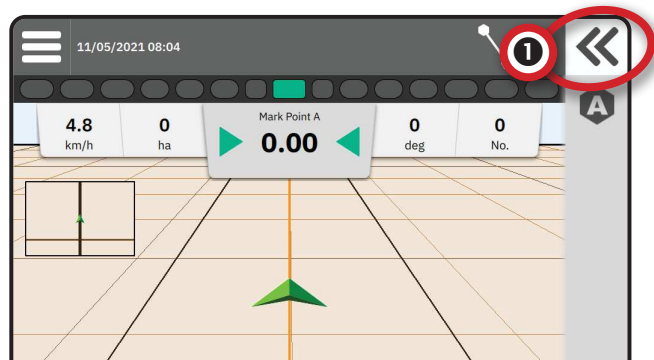 11/05/2021 08:04
1
A
4.8
km/h
0
ha
Mark Point A
0.00
0
deg
0
No.